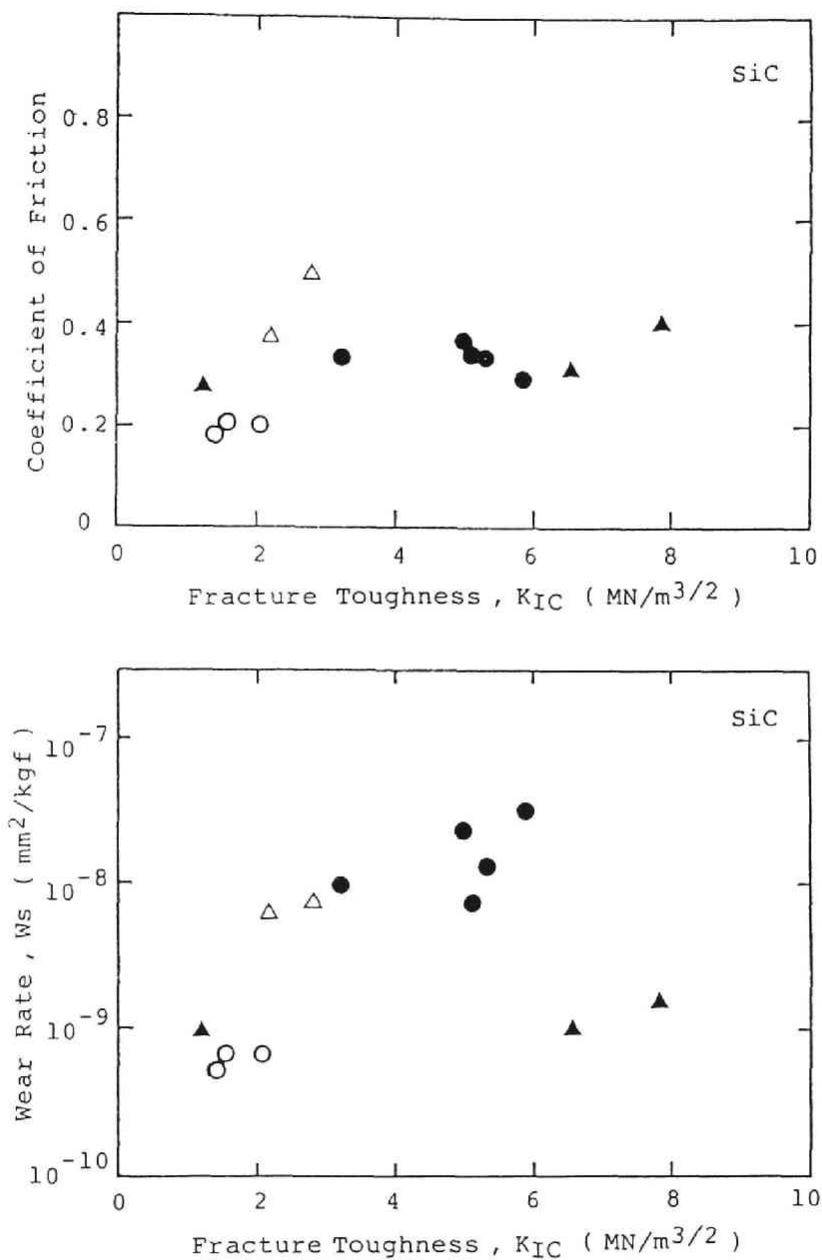 SiC
0.8
0.6
0.4
0.2
0
Coefficient of Friction
0 2 4 6 8 10
Fracture Toughness , KIC ( MN/m3/2 )
SiC
10-7
10-8
10-9
10-10
Wear Rate , Ws ( mm2/kgf )
0 2 4 6 8 10
Fracture Toughness , KIC ( MN/m3/2 )